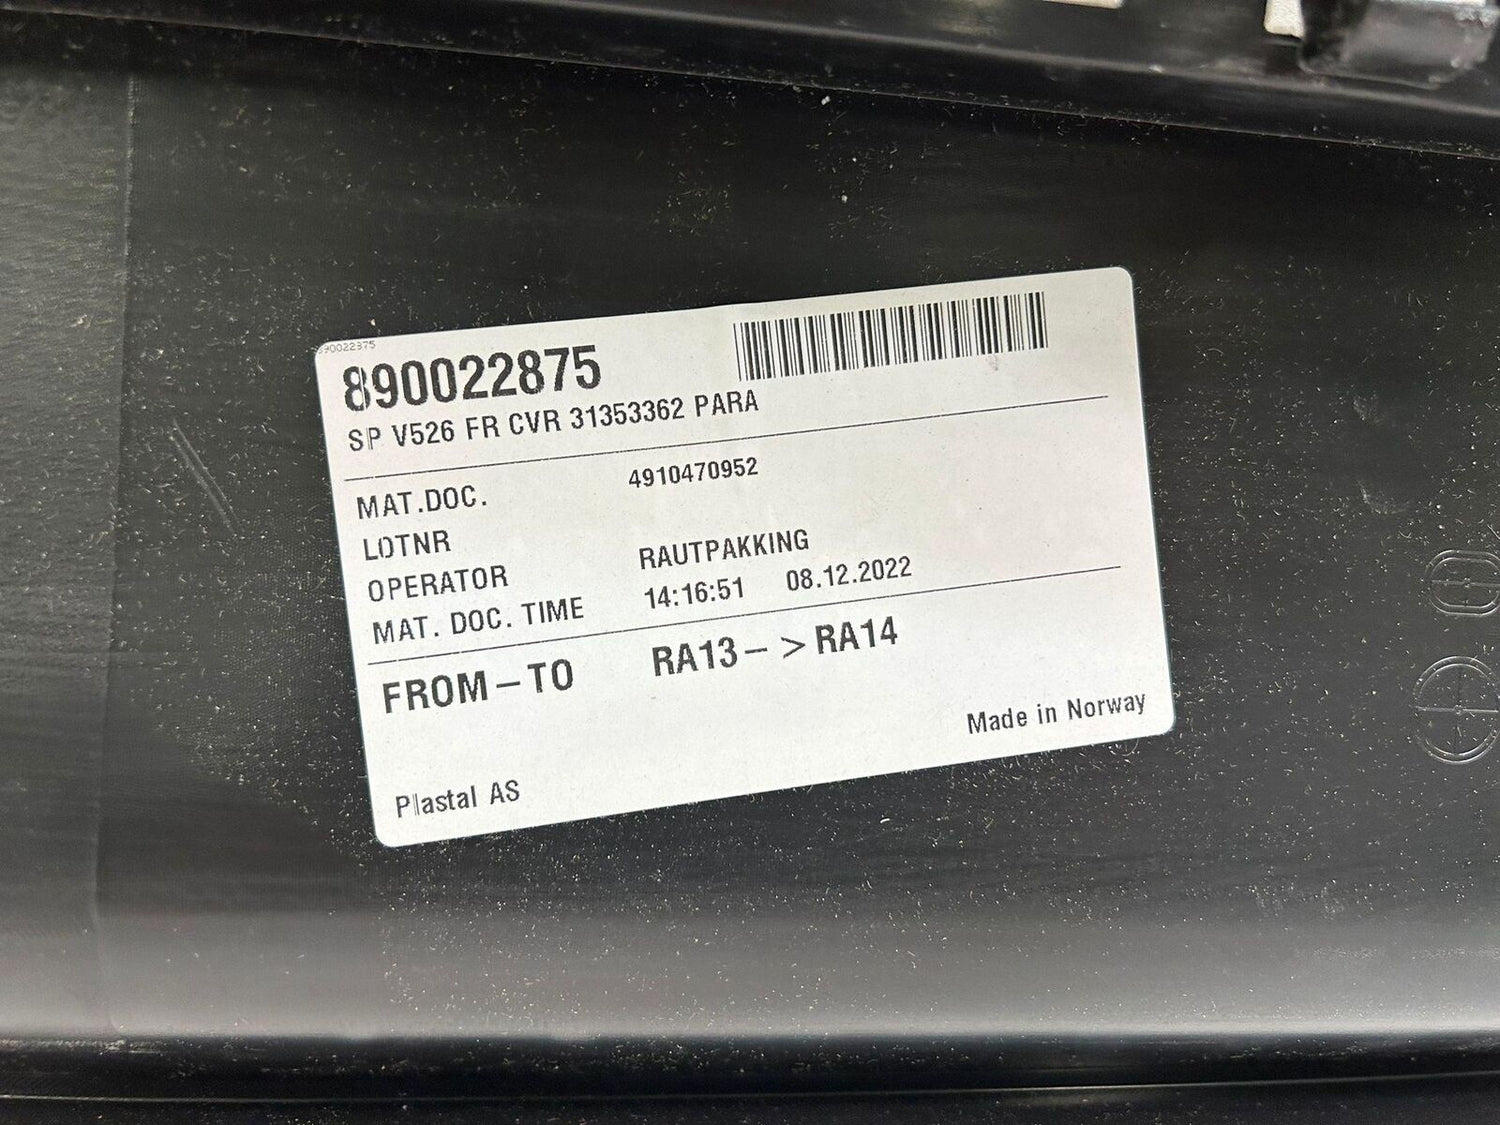 890022875
890022875
SP V526 FR CVR 31353362 PARA
MAT.DOC. 4910470952
LOTNR
OPERATOR RAUTPAKKING
MAT. DOC. TIME 14:16:51 08.12.2022
FROM-TO RA13-> RA14
Made in Norway
Plastal AS